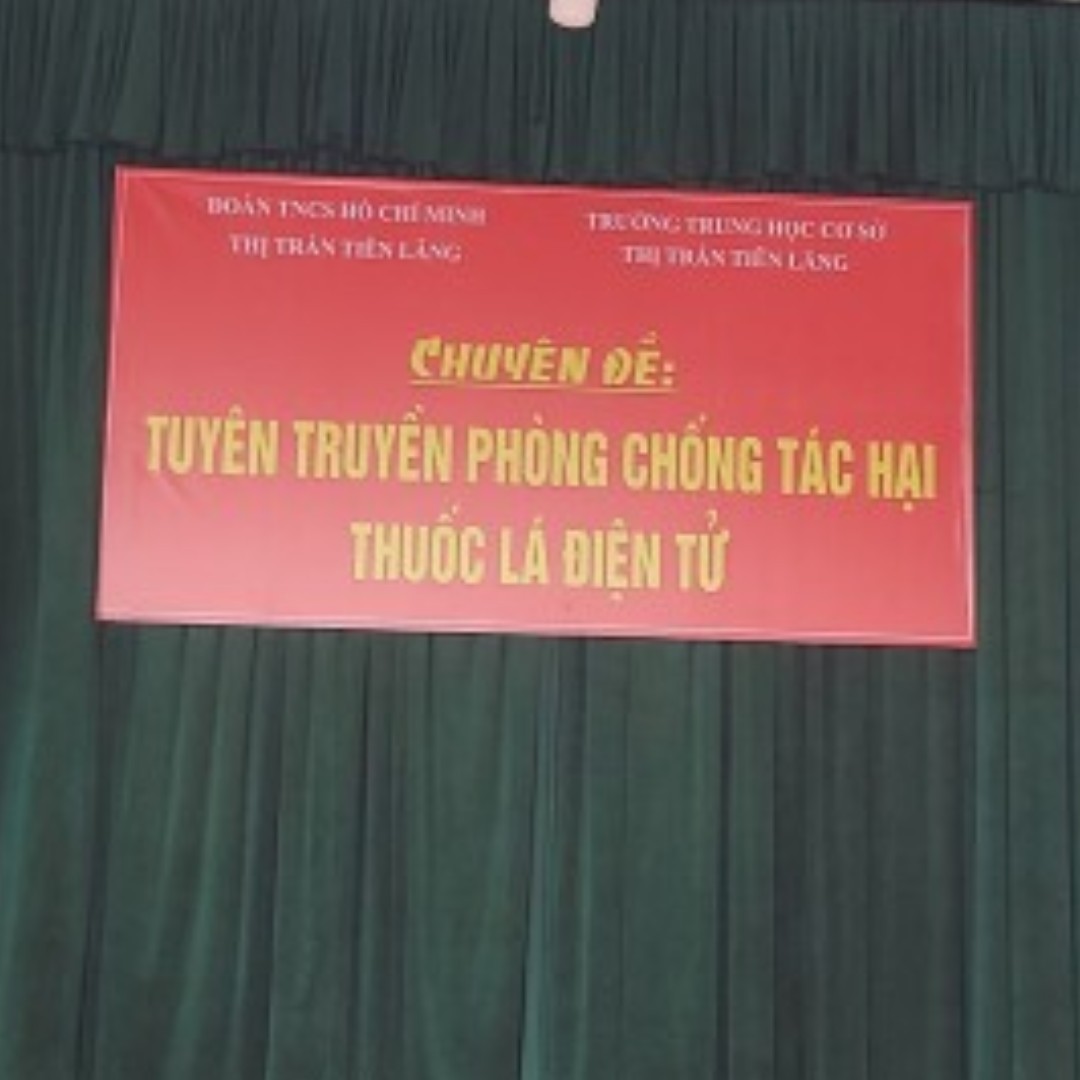 ĐOÀN TNCS HỒ CHÍ MINH
THỊ TRẤN TIÊN LÃNG
TRƯỜNG TRUNG HỌC CƠ SỞ
THỊ TRẤN TIÊN LÃNG
CHUYÊN ĐỀ:
TUYÊN TRUYỀN PHÒNG CHỐNG TÁC HẠI
THUỐC LÁ ĐIỆN TỬ